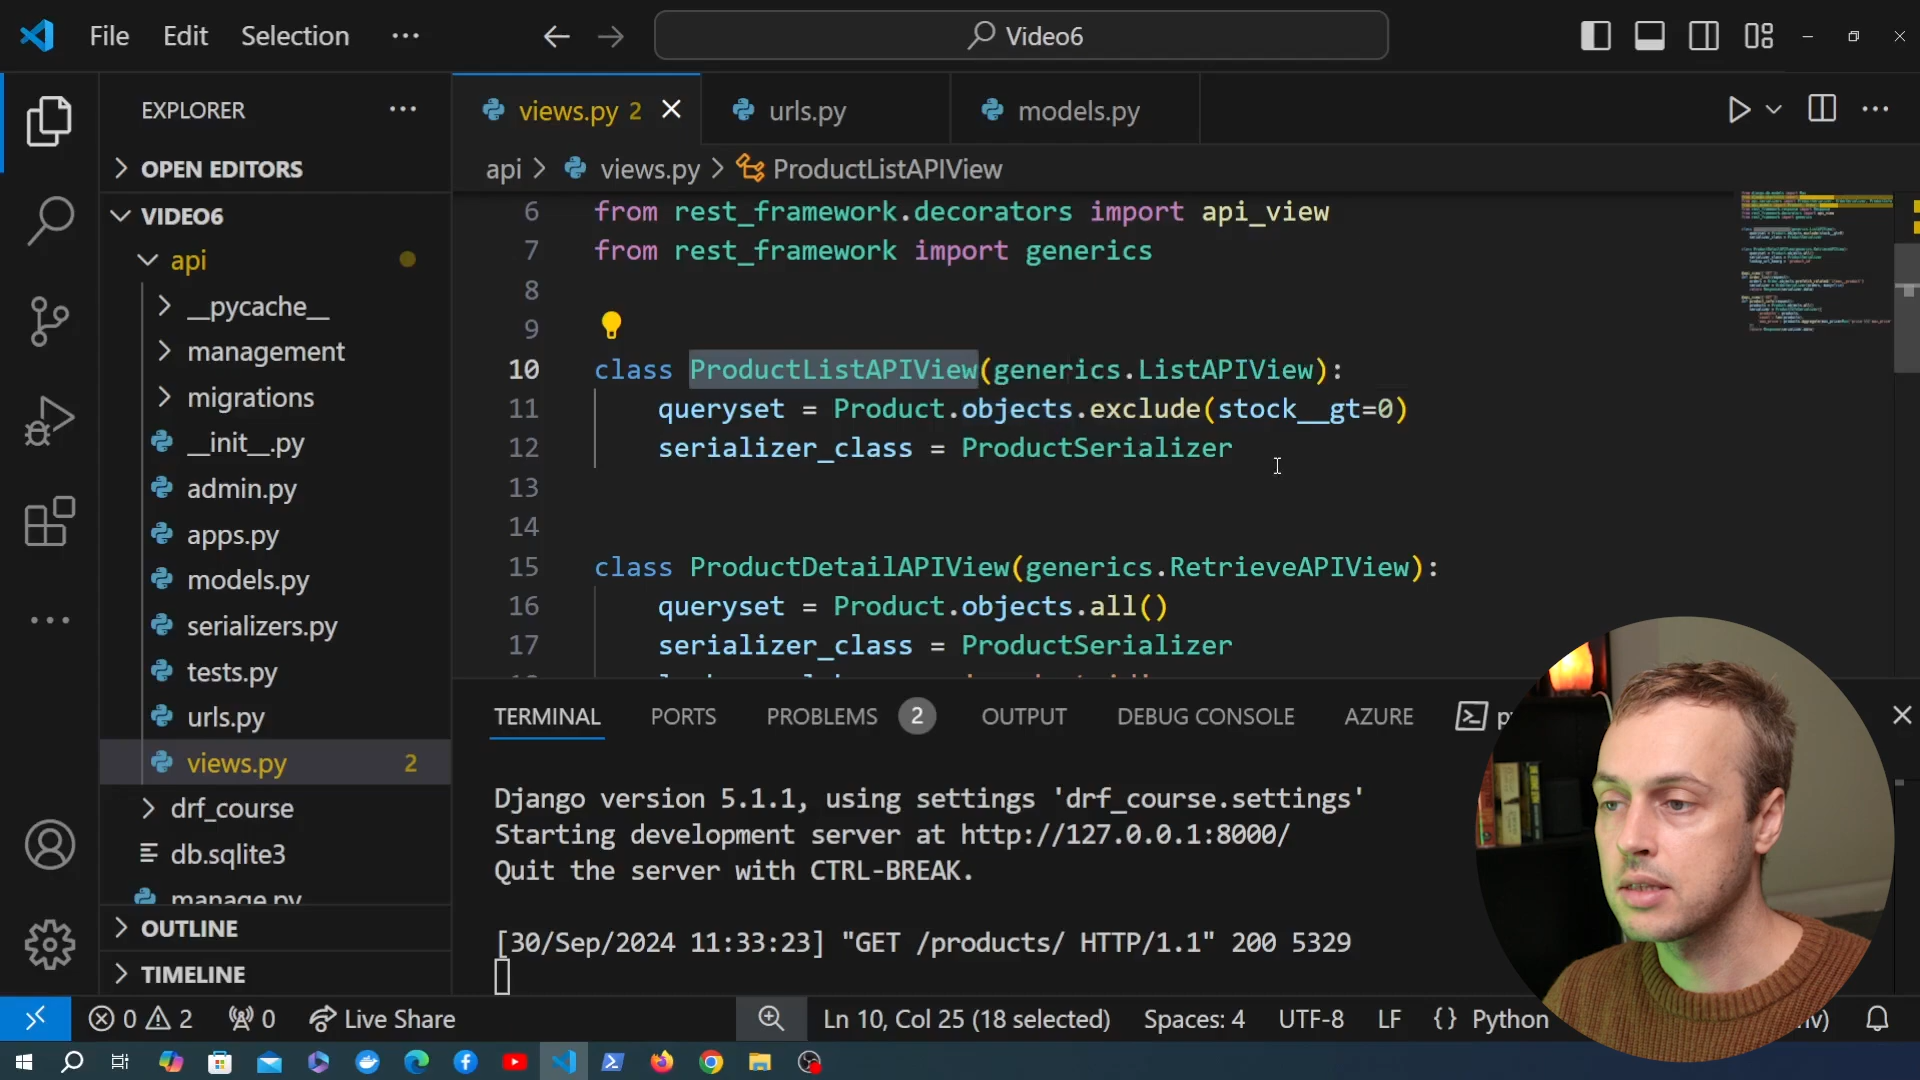 File Edit Selection ···
Video6
EXPLORER ···
OPEN EDITORS
VIDEO6
api
__pycache__
management
migrations
__init__.py
admin.py
apps.py
models.py
serializers.py
tests.py
urls.py
views.py 2
drf_course
db.sqlite3
manage.py
OUTLINE
TIMELINE
views.py 2
urls.py
models.py
api > views.py > ProductListAPIView
6 from rest_framework.decorators import api_view
7 from rest_framework import generics
8
9
10 class ProductListAPIView(generics.ListAPIView):
11 queryset = Product.objects.exclude(stock__gt=0)
12 serializer_class = ProductSerializer
13
14
15 class ProductDetailAPIView(generics.RetrieveAPIView):
16 queryset = Product.objects.all()
17 serializer_class = ProductSerializer
TERMINAL PORTS PROBLEMS 2 OUTPUT DEBUG CONSOLE AZURE
Django version 5.1.1, using settings 'drf_course.settings'
Starting development server at http://127.0.0.1:8000/
Quit the server with CTRL-BREAK.
[30/Sep/2024 11:33:23] "GET /products/ HTTP/1.1" 200 5329
0 2 0 Live Share Ln 10, Col 25 (18 selected) Spaces: 4 UTF-8 LF {} Python